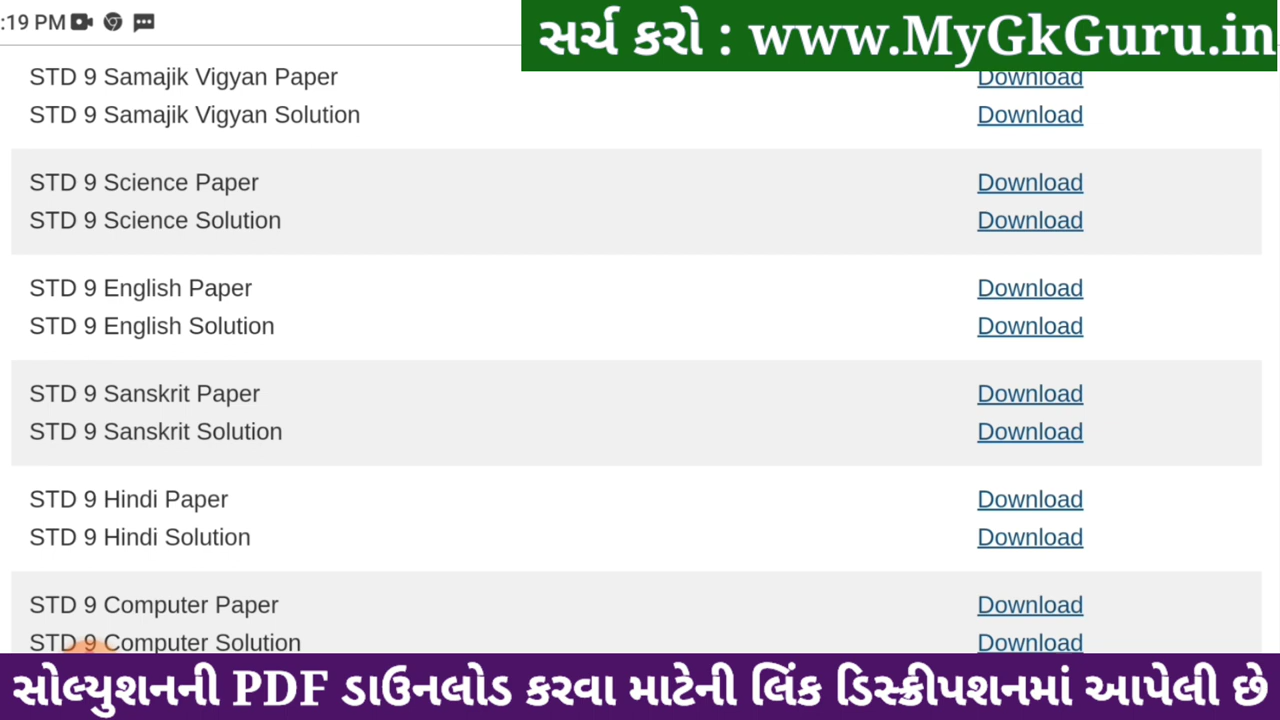 :19 PM
સર્ચ કરો : www.MyGkGuru.in
STD 9 Samajik Vigyan Paper Download
STD 9 Samajik Vigyan Solution Download
STD 9 Science Paper Download
STD 9 Science Solution Download
STD 9 English Paper Download
STD 9 English Solution Download
STD 9 Sanskrit Paper Download
STD 9 Sanskrit Solution Download
STD 9 Hindi Paper Download
STD 9 Hindi Solution Download
STD 9 Computer Paper Download
STD 9 Computer Solution Download
સોલ્યુશનની PDF ડાઉનલોડ કરવા માટેની લિંક ડિસ્ક્રીપશનમાં આપેલી છે